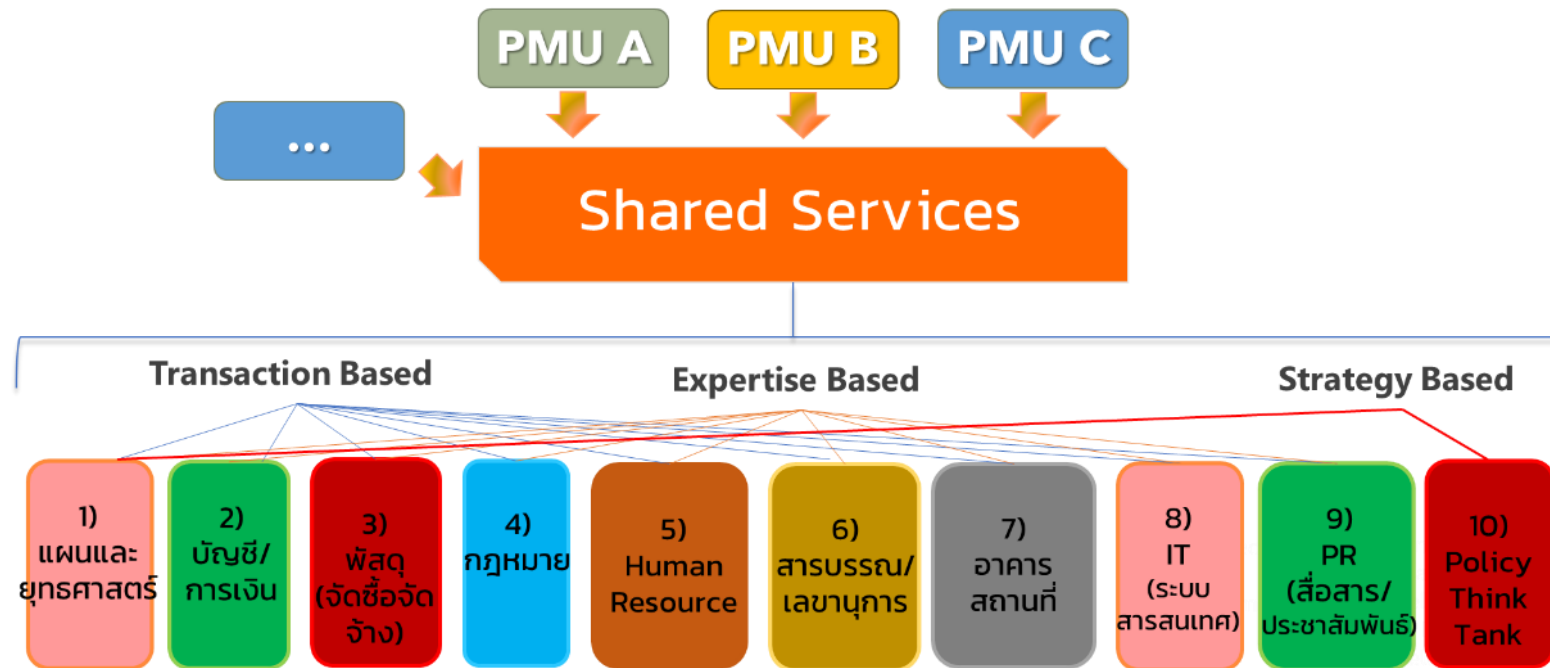 PMU A
PMU B
PMU C
...
Shared Services
Transaction Based
Expertise Based
Strategy Based
1)
แผนและ
ยุทธศาสตร์
2)
บัญชี/
การเงิน
3)
พัสดุ
(จัดซื้อจัด
จ้าง)
4)
กฎหมาย
5)
Human
Resource
6)
สารบรรณ/
เลขานุการ
7)
อาคาร
สถานที่
8)
IT
(ระบบ
สารสนเทศ)
9)
PR
(สื่อสาร/
ประชาสัมพันธ์)
10)
Policy
Think
Tank